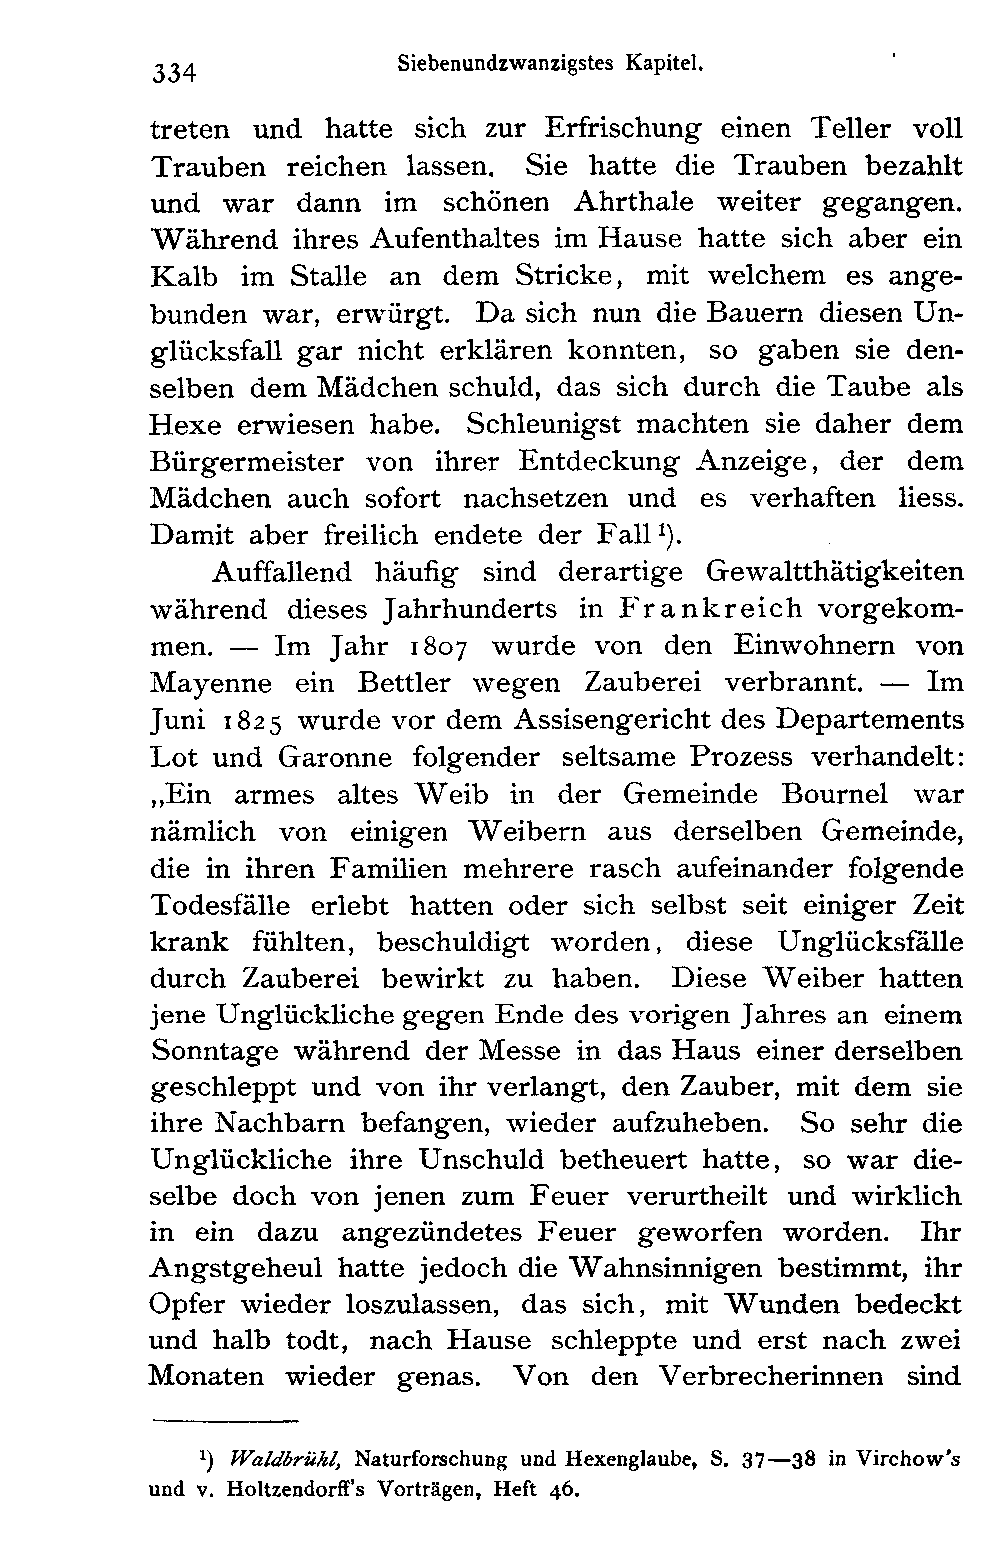 334 Siebenundzwanzigstes Kapitel.
treten und hatte sich zur Erfrischung einen Teller voll
Trauben reichen lassen. Sie hatte die Trauben bezahlt
und war dann im schönen Ahrthale weiter gegangen.
Während ihres Aufenthaltes im Hause hatte sich aber ein
Kalb im Stalle an dem Stricke, mit welchem es ange-
bunden war, erwürgt. Da sich nun die Bauern diesen Un-
glücksfall gar nicht erklären konnten, so gaben sie den-
selben dem Mädchen schuld, das sich durch die Taube als
Hexe erwiesen habe. Schleunigst machten sie daher dem
Bürgermeister von ihrer Entdeckung Anzeige, der dem
Mädchen auch sofort nachsetzen und es verhaften liess.
Damit aber freilich endete der Fall ¹).
Auffallend häufig sind derartige Gewaltthätigkeiten
während dieses Jahrhunderts in Frankreich vorgekom-
men. — Im Jahr 1807 wurde von den Einwohnern von
Mayenne ein Bettler wegen Zauberei verbrannt. — Im
Juni 1825 wurde vor dem Assisengericht des Departements
Lot und Garonne folgender seltsame Prozess verhandelt:
„Ein armes altes Weib in der Gemeinde Bournel war
nämlich von einigen Weibern aus derselben Gemeinde,
die in ihren Familien mehrere rasch aufeinander folgende
Todesfälle erlebt hatten oder sich selbst seit einiger Zeit
krank fühlten, beschuldigt worden, diese Unglücksfälle
durch Zauberei bewirkt zu haben. Diese Weiber hatten
jene Unglückliche gegen Ende des vorigen Jahres an einem
Sonntage während der Messe in das Haus einer derselben
geschleppt und von ihr verlangt, den Zauber, mit dem sie
ihre Nachbarn befangen, wieder aufzuheben. So sehr die
Unglückliche ihre Unschuld betheuert hatte, so war die-
selbe doch von jenen zum Feuer verurtheilt und wirklich
in ein dazu angezündetes Feuer geworfen worden. Ihr
Angstgeheul hatte jedoch die Wahnsinnigen bestimmt, ihr
Opfer wieder loszulassen, das sich, mit Wunden bedeckt
und halb todt, nach Hause schleppte und erst nach zwei
Monaten wieder genas. Von den Verbrecherinnen sind
¹) Waldbrühl, Naturforschung und Hexenglaube, S. 37—38 in Virchow's
und v. Holtzendorff's Vorträgen, Heft 46.